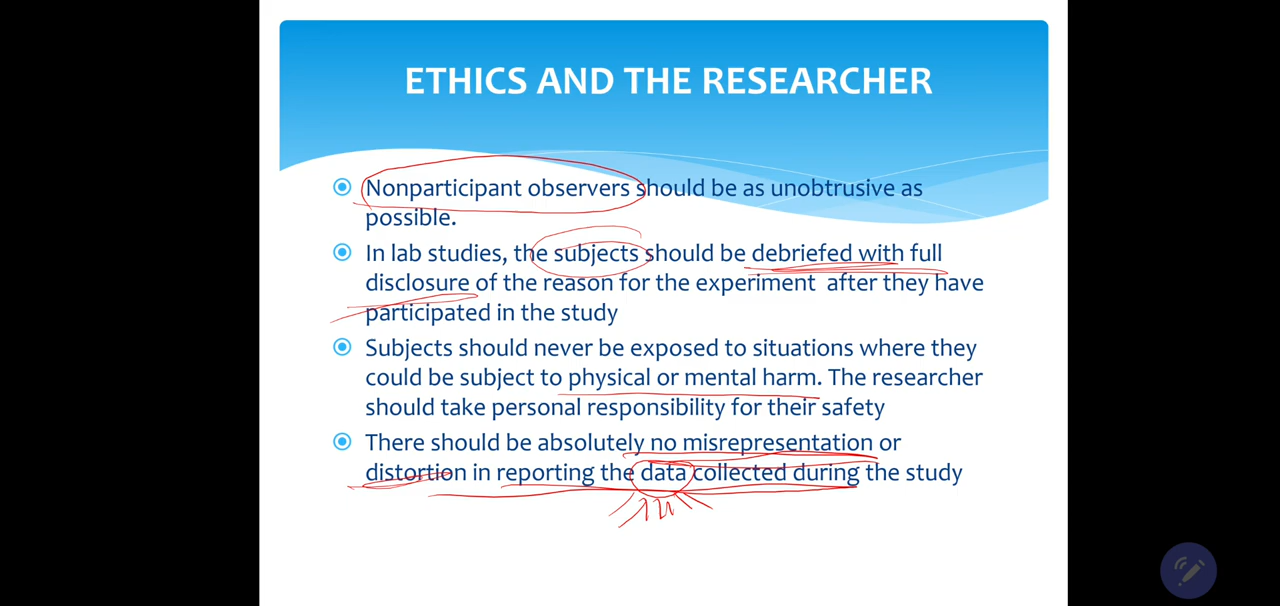 ETHICS AND THE RESEARCHER
Nonparticipant observers should be as unobtrusive as
possible.
In lab studies, the subjects should be debriefed with full
disclosure of the reason for the experiment after they have
participated in the study
Subjects should never be exposed to situations where they
could be subject to physical or mental harm. The researcher
should take personal responsibility for their safety
There should be absolutely no misrepresentation or
distortion in reporting the data collected during the study